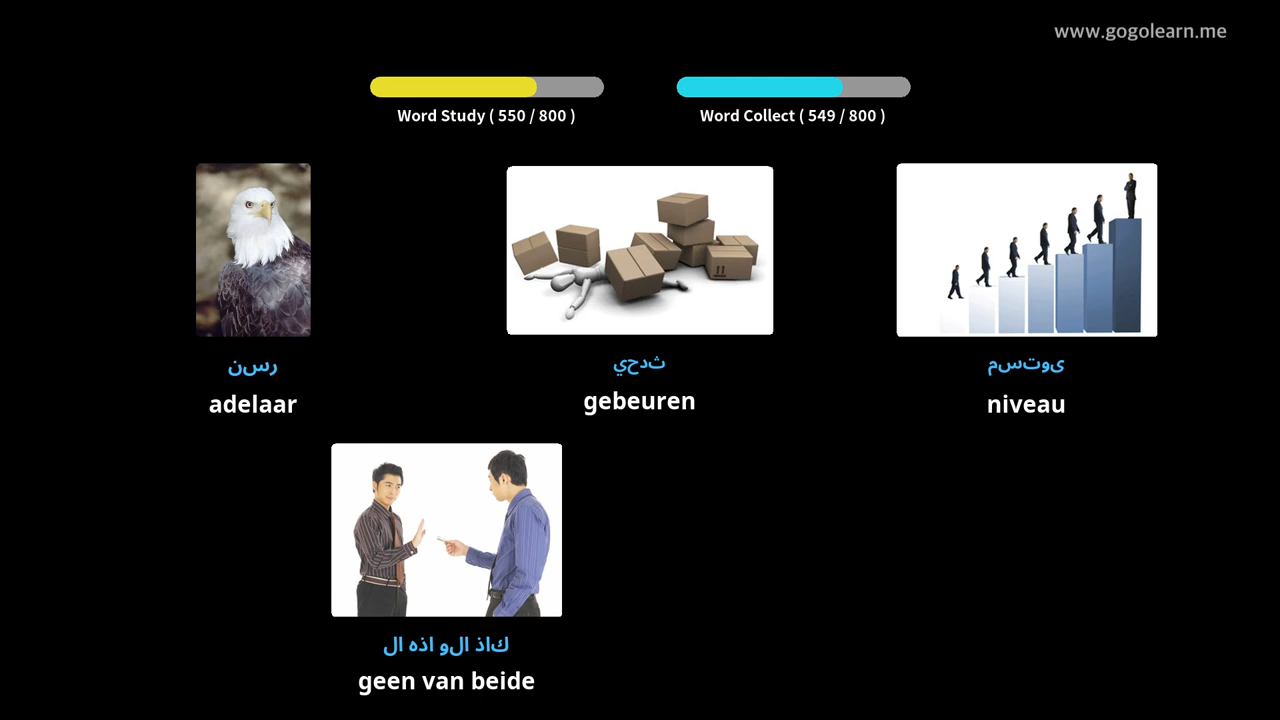 www.gogolearn.me
Word Study ( 550 / 800 )
Word Collect ( 549 / 800 )
رسن
adelaar
ثدحي
gebeuren
ىوتسم
niveau
كاذ الو اذه ال
geen van beide